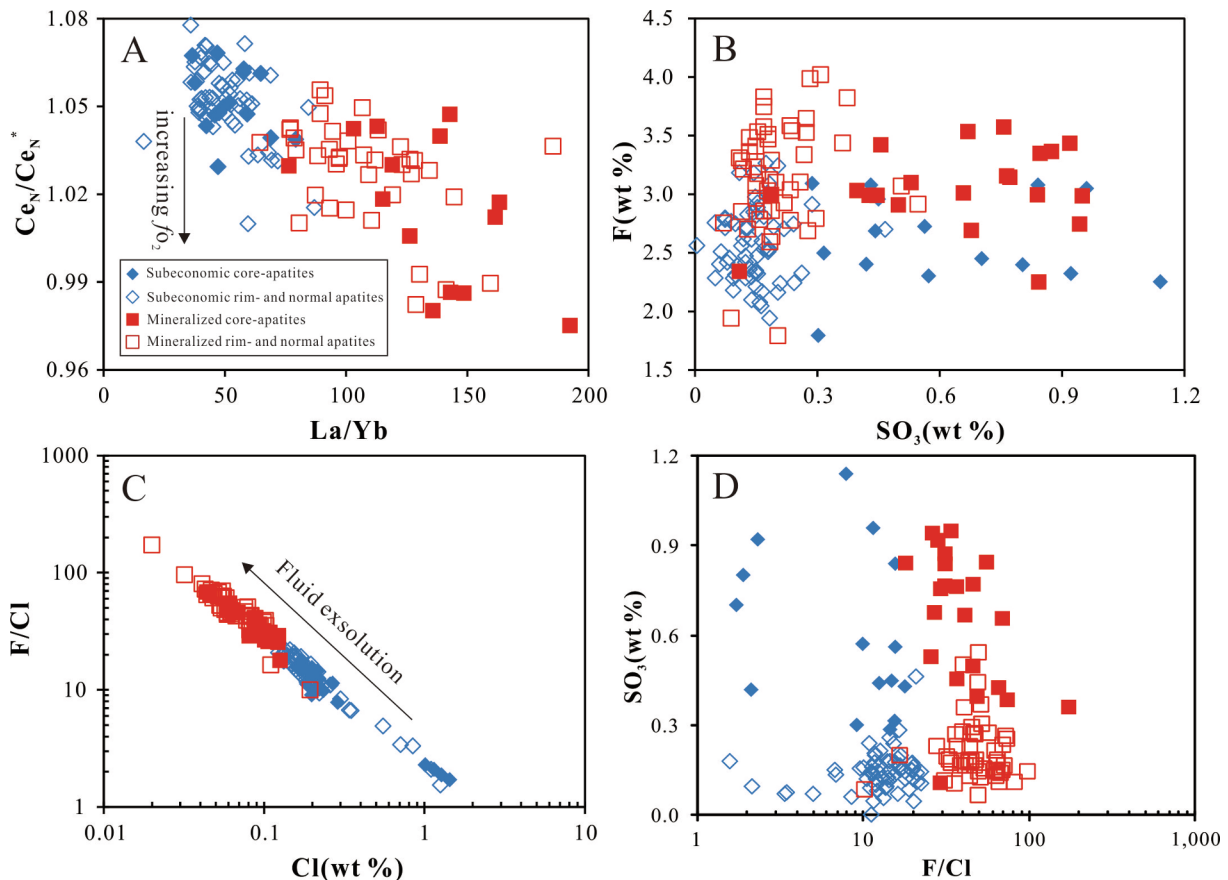 A
Ce_N/Ce_N^*
1.08
1.05
1.02
0.99
0.96
increasing fo₂
Subeconomic core-apatites
Subeconomic rim- and normal apatites
Mineralized core-apatites
Mineralized rim- and normal apatites
0 50 100 150 200
La/Yb
B
F(wt %)
4.5
4.0
3.5
3.0
2.5
2.0
1.5
0 0.3 0.6 0.9 1.2
SO₃(wt %)
C
F/Cl
1000
100
10
1
Fluid exsolution
0.01 0.1 1 10
Cl(wt %)
D
SO₃(wt %)
1.2
0.9
0.6
0.3
0.0
1 10 100 1,000
F/Cl